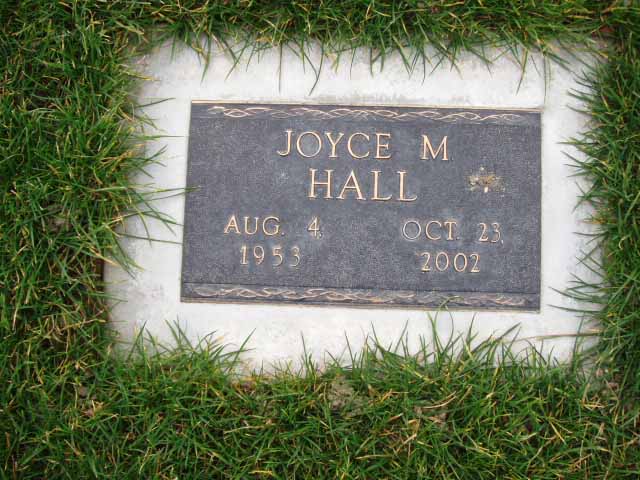 JOYCE M.
HALL
AUG. 4, OCT. 23,
1953 2002